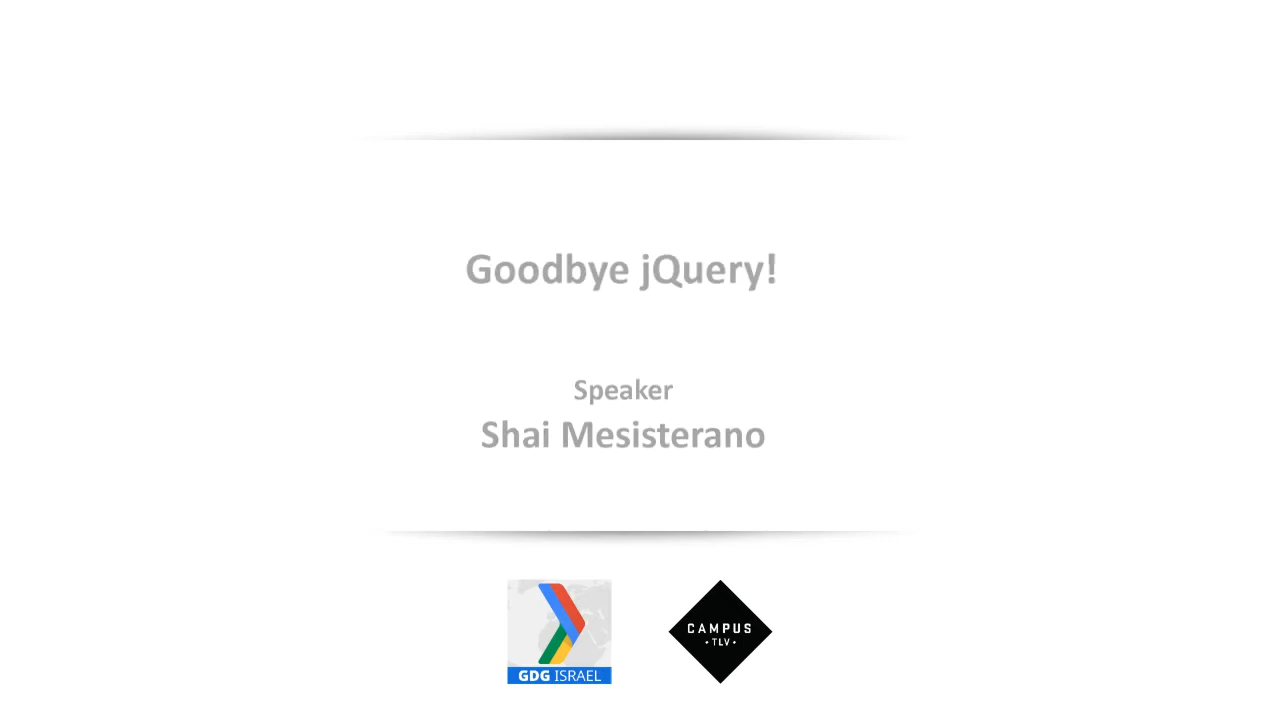 Goodbye jQuery!
Speaker
Shai Mesisterano
GDG ISRAEL
CAMPUS
TLV